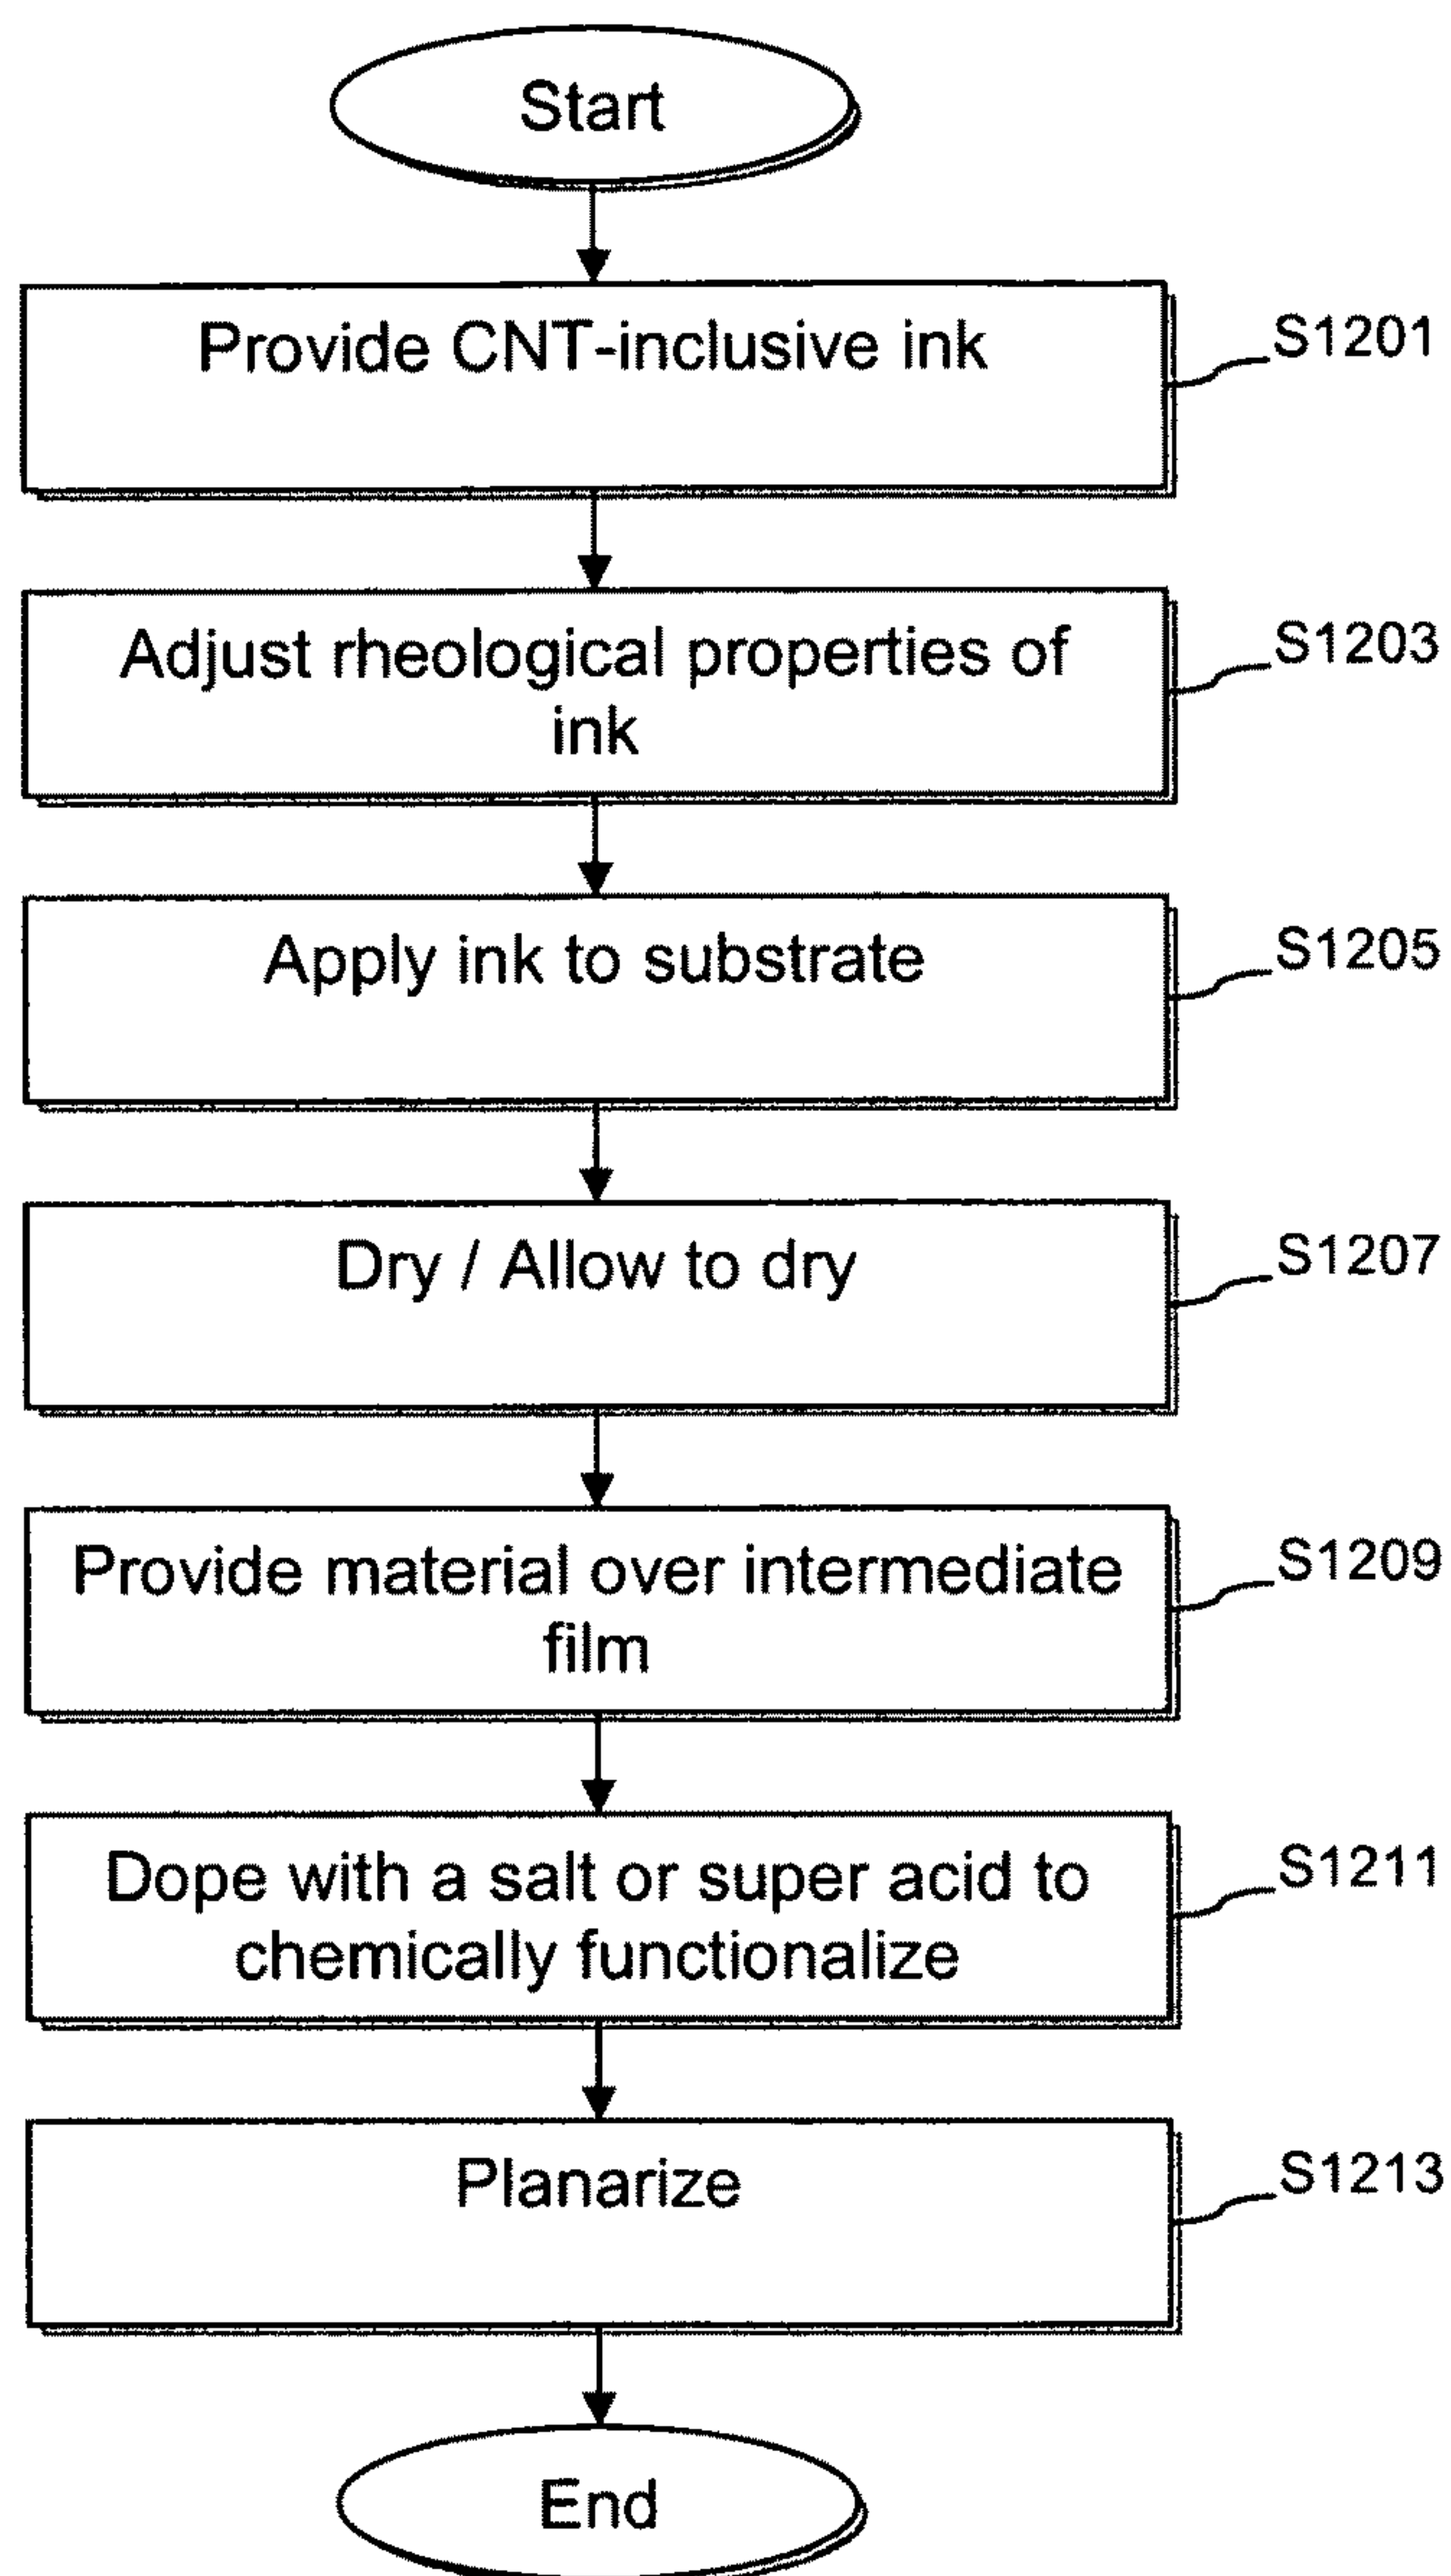 Start
Provide CNT-inclusive ink
S1201
Adjust rheological properties of
ink
S1203
Apply ink to substrate
S1205
Dry / Allow to dry
S1207
Provide material over intermediate
film
S1209
Dope with a salt or super acid to
chemically functionalize
S1211
Planarize
S1213
End